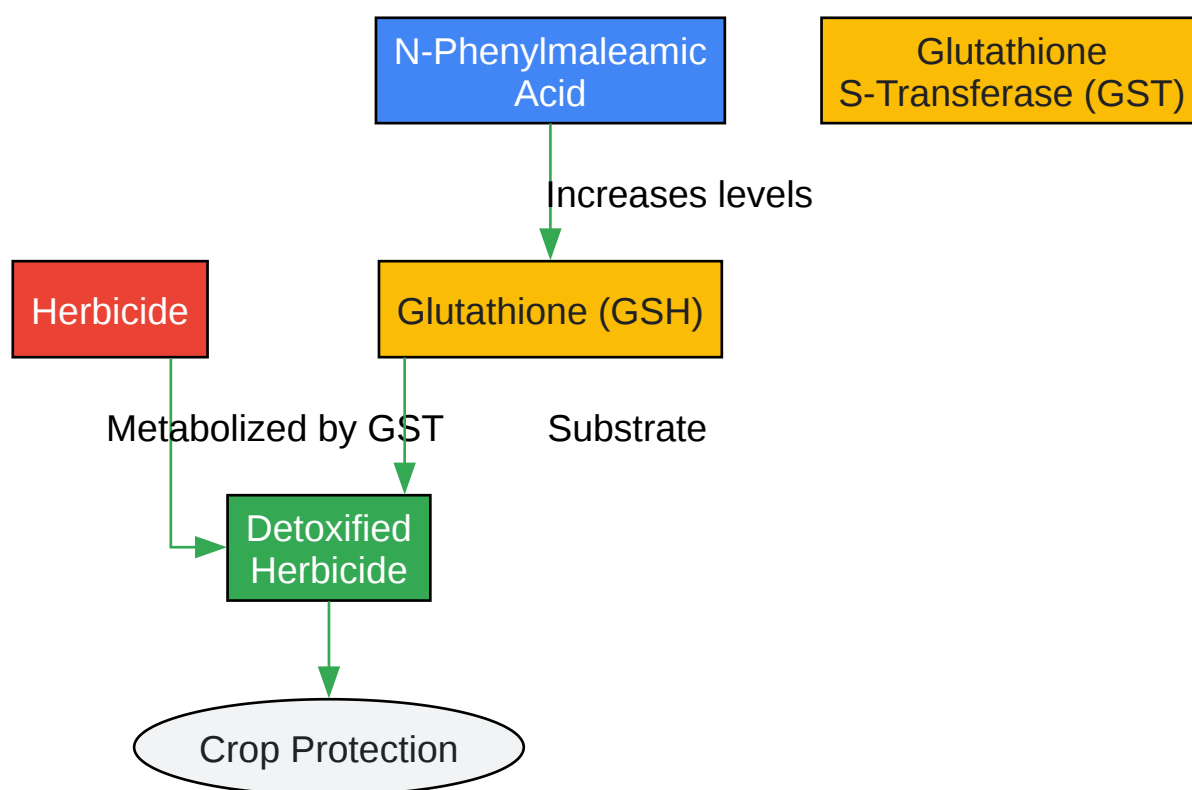 N-Phenylmaleamic
Acid
Glutathione
S-Transferase (GST)
Increases levels
Herbicide
Glutathione (GSH)
Metabolized by GST
Substrate
Detoxified
Herbicide
Crop Protection